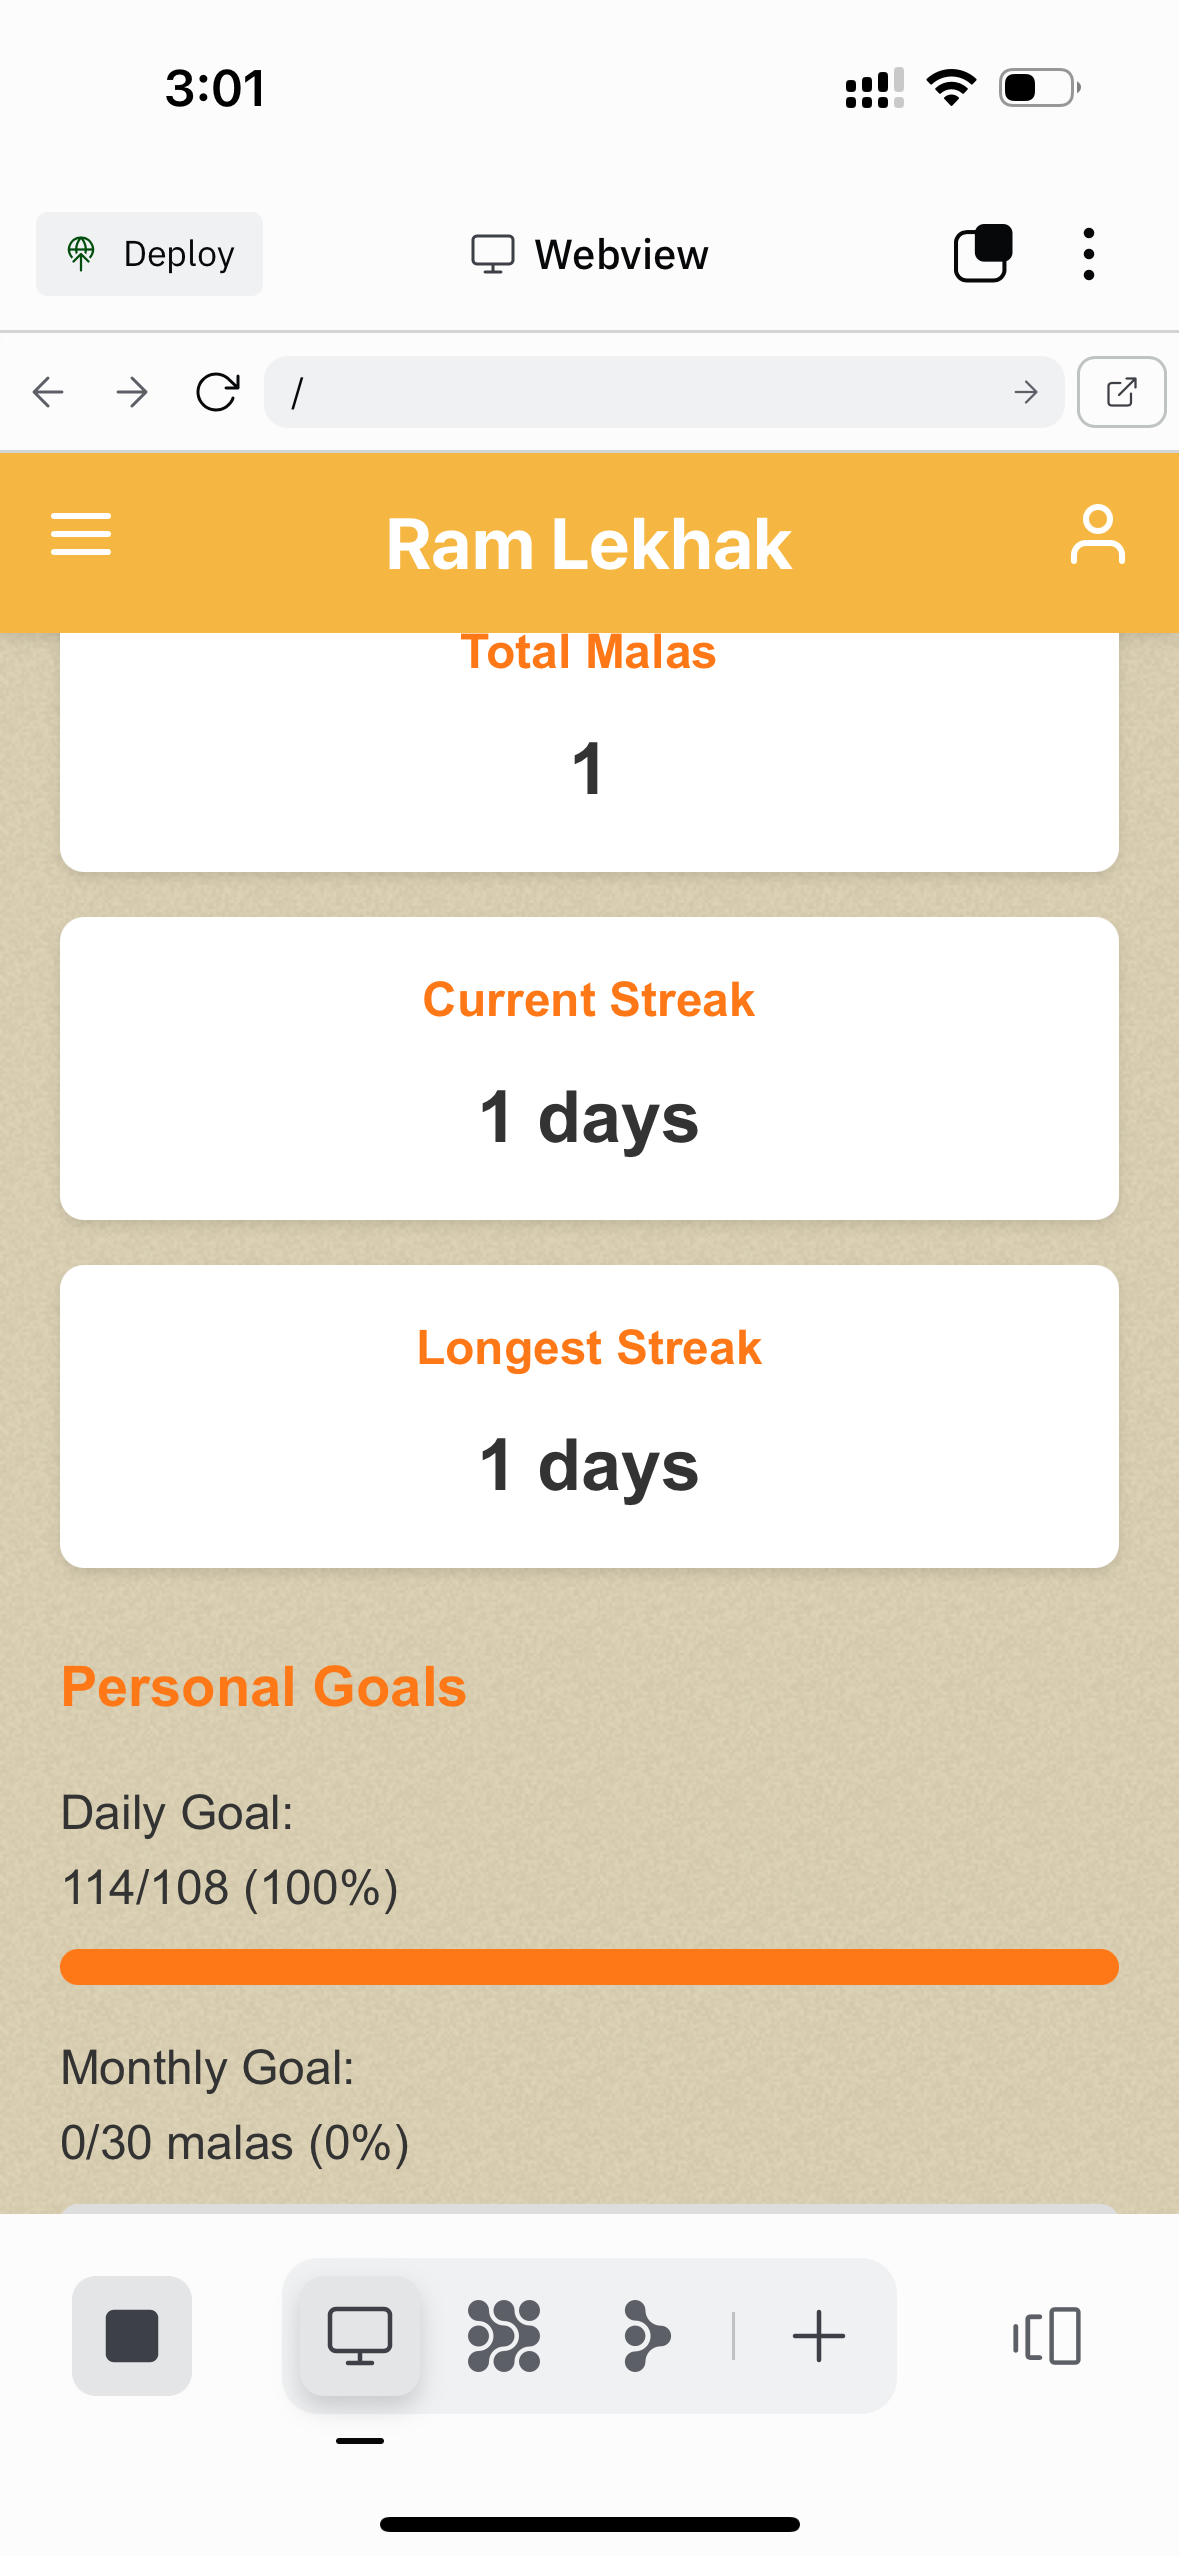 3:01
Deploy
Webview
/
Ram Lekhak
Total Malas
1
Current Streak
1 days
Longest Streak
1 days
Personal Goals
Daily Goal:
114/108 (100%)
Monthly Goal:
0/30 malas (0%)